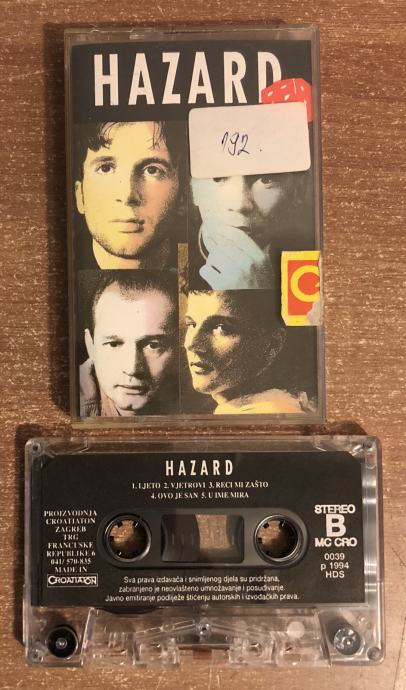 HAZARD
192.
HAZARD
1. LJETO 2. VJETROVI 3. RECI MI ZAŠTO
4. OVO JE SAN 5. U IME MIRA
PROIZVODNJA
CROATIATON
ZAGREB
TRG
FRANCUSKE
REPUBLIKE 6
041/ 570-835
MADE IN
CROATIATON
STEREO
B
MC CRO
0039
p 1994
HDS
Sva prava izdavača i snimljenog djela su pridržana,
zabranjeno je neovlašteno umnožavanje i posuđivanje.
Javno emitiranje podliježe štićenju autorskih i izvođačkih prava.